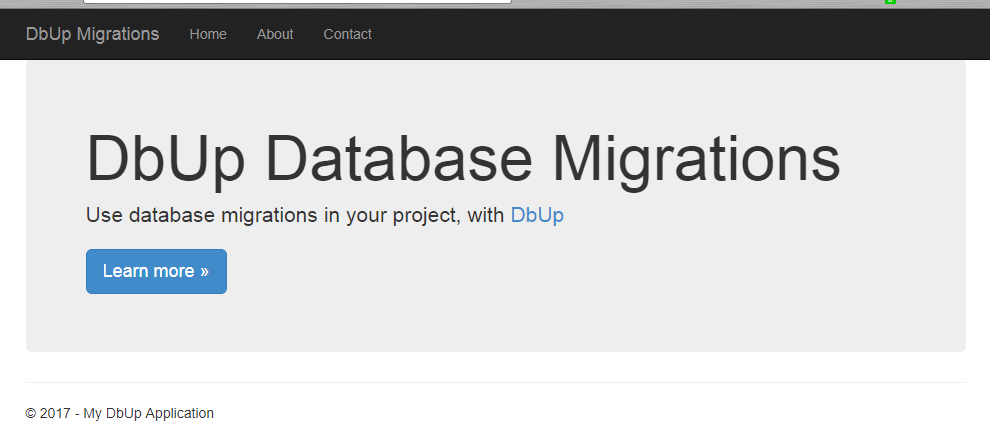 DbUp Migrations Home About Contact
DbUp Database Migrations
Use database migrations in your project, with DbUp
Learn more »
© 2017 - My DbUp Application